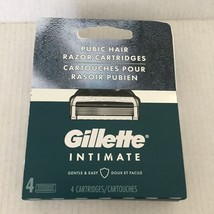 PUBIC HAIR
RAZOR CARTRIDGES
CARTOUCHES POUR
RASOIR PUBIEN
Gillette
INTIMATE
GENTLE & EASY DOUX ET FACILE
4
4 CARTRIDGES/CARTOUCHES